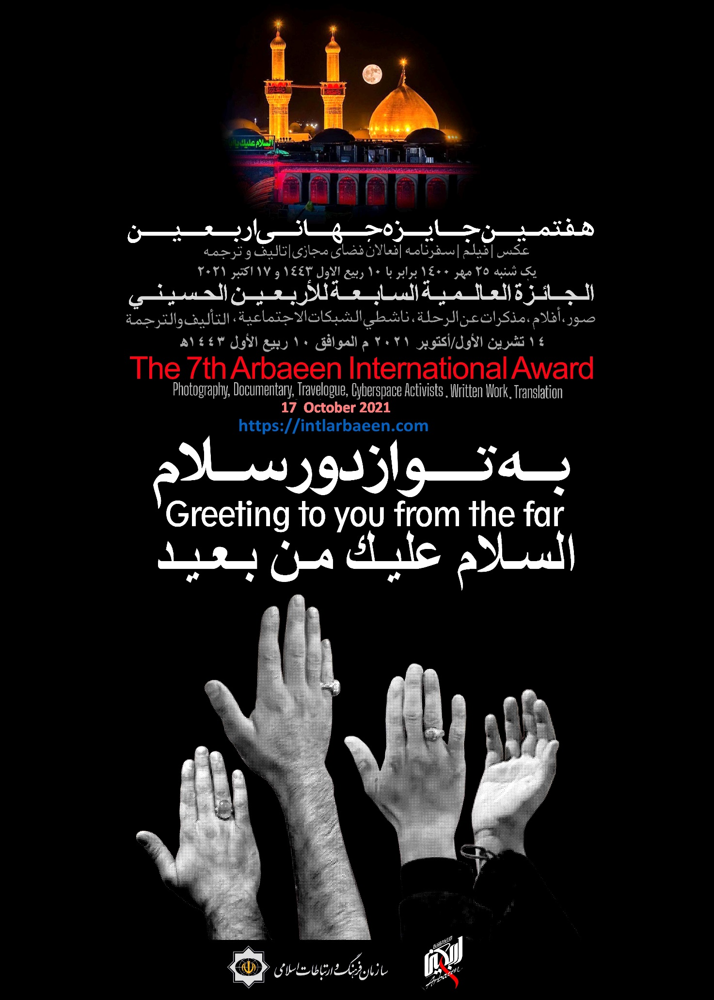 السلام عليك يا أبا
هفتمین جایزه جهانی اربعین
عکس | فیلم | سفرنامه | فعالان فضای مجازی | تالیف و ترجمه
یک شنبه ۲۵ مهر ۱۴۰۰ برابر با ۱۰ ربیع الاول ۱۴۴۳ و ۱۷ اکتبر ۲۰۲۱
الجائزة العالمية السابعة للأربعين الحسيني
صور، أفلام، مذكرات عن الرحلة، ناشطي الشبكات الاجتماعية، التأليف والترجمة
١٤ تشرين الأول/أكتوبر ٢٠٢١ م الموافق ١٠ ربيع الأول ١٤٤٣هـ
The 7th Arbaeen International Award
Photography, Documentary, Travelogue, Cyberspace Activists , Written Work, Translation
17 October 2021
https://intlarbaeen.com
به تو از دور سلام
Greeting to you from the far
السلام عليك من بعيد
سازمان فرهنگ و ارتباطات اسلامی
اربعین
Arbaeen